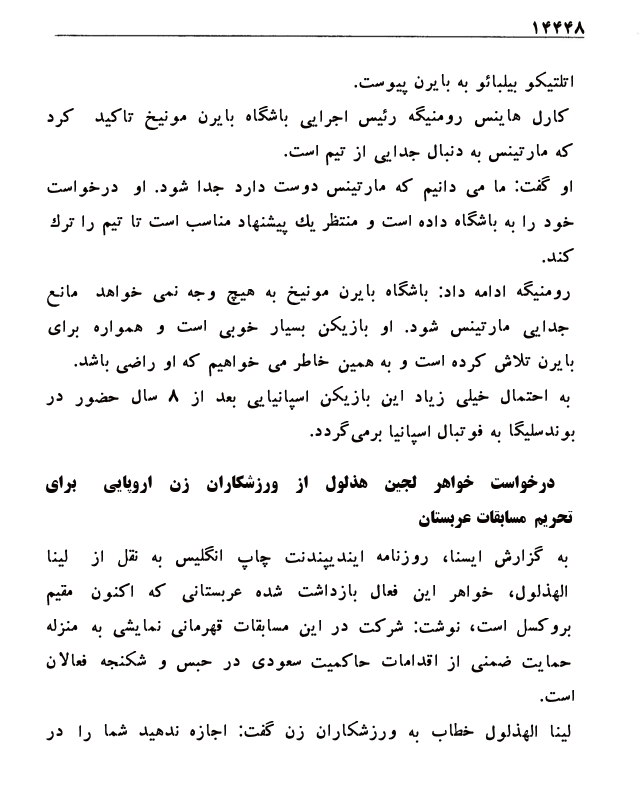 ۱۴۴۴۸
اتلتیکو بیلبائو به بایرن پیوست.
کارل هاینس رومنیگه رئیس اجرایی باشگاه بایرن مونیخ تاکید کرد
که مارتینس به دنبال جدایی از تیم است.
او گفت: ما می دانیم که مارتینس دوست دارد جدا شود. او درخواست
خود را به باشگاه داده است و منتظر یك پیشنهاد مناسب است تا تیم را ترك
کند.
رومنیگه ادامه داد: باشگاه بایرن مونیخ به هیچ وجه نمی خواهد مانع
جدایی مارتینس شود. او بازیکن بسیار خوبی است و همواره برای
بایرن تلاش کرده است و به همین خاطر می خواهیم که او راضی باشد.
به احتمال خیلی زیاد این بازیکن اسپانیایی بعد از ۸ سال حضور در
بوندسلیگا به فوتبال اسپانیا برمی‌گردد.
درخواست خواهر لجین هذلول از ورزشکاران زن اروپایی برای
تحریم مسابقات عربستان
به گزارش ایسنا، روزنامه ایندیپندنت چاپ انگلیس به نقل از لینا
الهذلول، خواهر این فعال بازداشت شده عربستانی که اکنون مقیم
بروکسل است، نوشت: شرکت در این مسابقات قهرمانی نمایشی به منزله
حمایت ضمنی از اقدامات حاکمیت سعودی در حبس و شکنجه فعالان
است.
لینا الهذلول خطاب به ورزشکاران زن گفت: اجازه ندهید شما را در